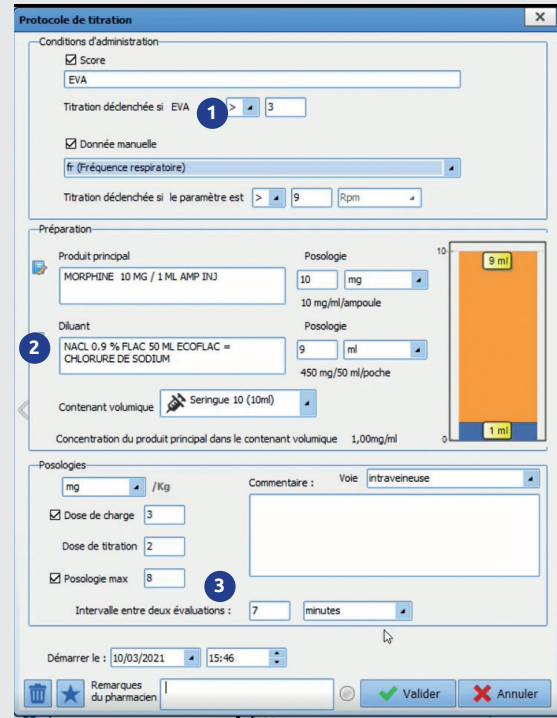 Protocole de titration
X
Conditions d'administration
Score
EVA
Titration déclenchée si EVA 1 > 3
Donnée manuelle
fr (Fréquence respiratoire)
Titration déclenchée si le paramètre est > 9 Rpm
Préparation
Produit principal Posologie
MORPHINE 10 MG / 1 ML AMP INJ 10 mg
10 mg/ml/ampoule
Diluant Posologie
2
NACL 0.9 % FLAC 50 ML ECOFLAC = 9 ml
CHLORURE DE SODIUM
450 mg/50 ml/poche
Contenant volumique Seringue 10 (10ml)
Concentration du produit principal dans le contenant volumique 1,00mg/ml
10
9 ml
1 ml
0
Posologies
mg /Kg Commentaire : Voie intraveineuse
Dose de charge 3
Dose de titration 2
Posologie max 8
3
Intervalle entre deux évaluations : 7 minutes
Démarrer le : 10/03/2021 15:46
Remarques
du pharmacien
Valider Annuler